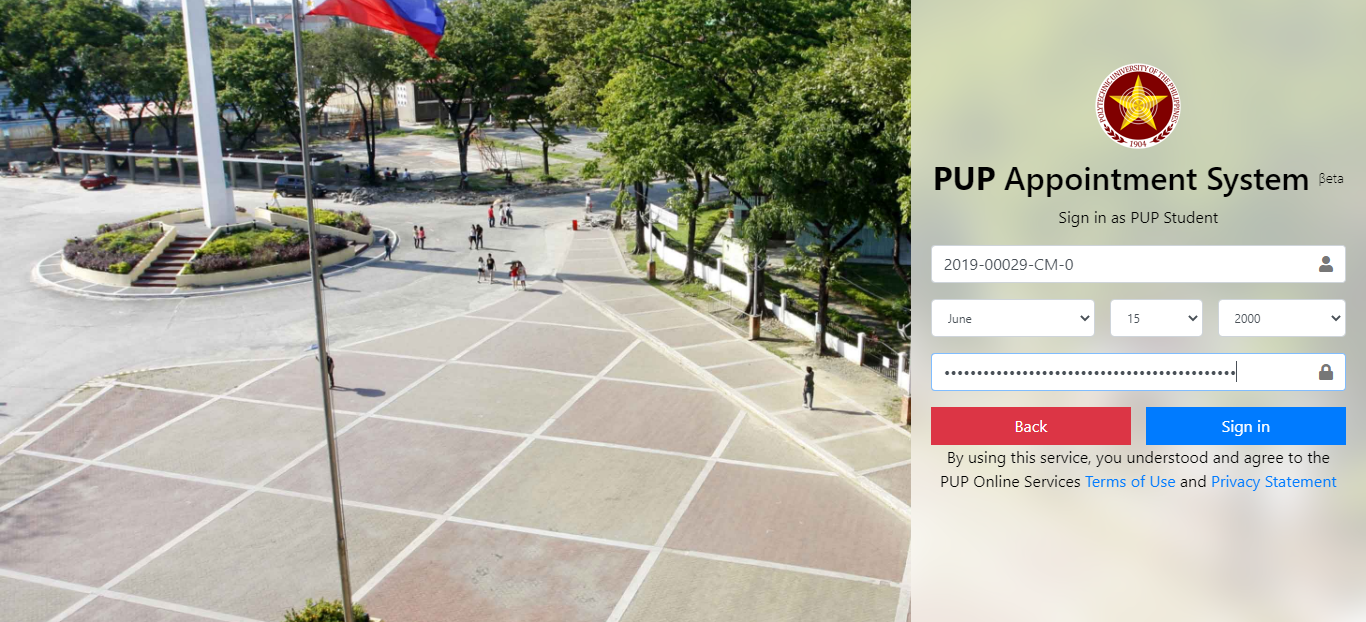 POLYTECHNIC UNIVERSITY OF THE PHILIPPINES
1904
PUP Appointment System βeta
Sign in as PUP Student
2019-00029-CM-0
June 15 2000
Back Sign in
By using this service, you understood and agree to the
PUP Online Services Terms of Use and Privacy Statement